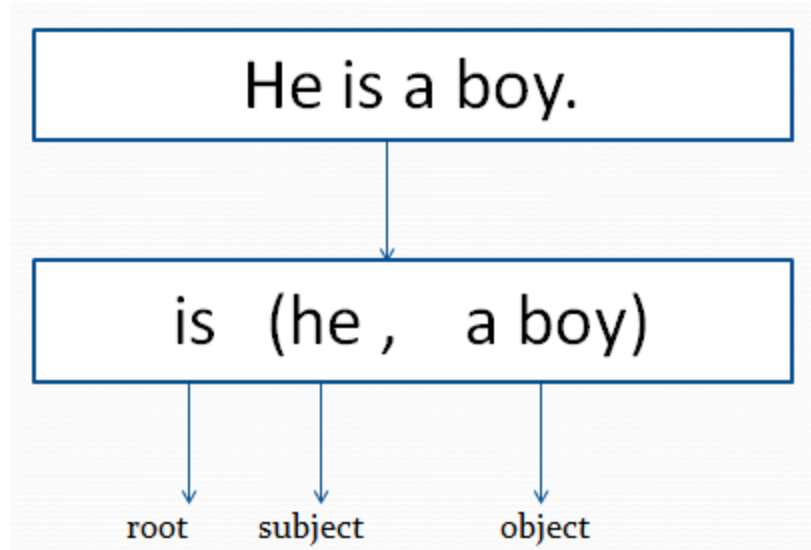 He is a boy.
is (he , a boy)
root subject object